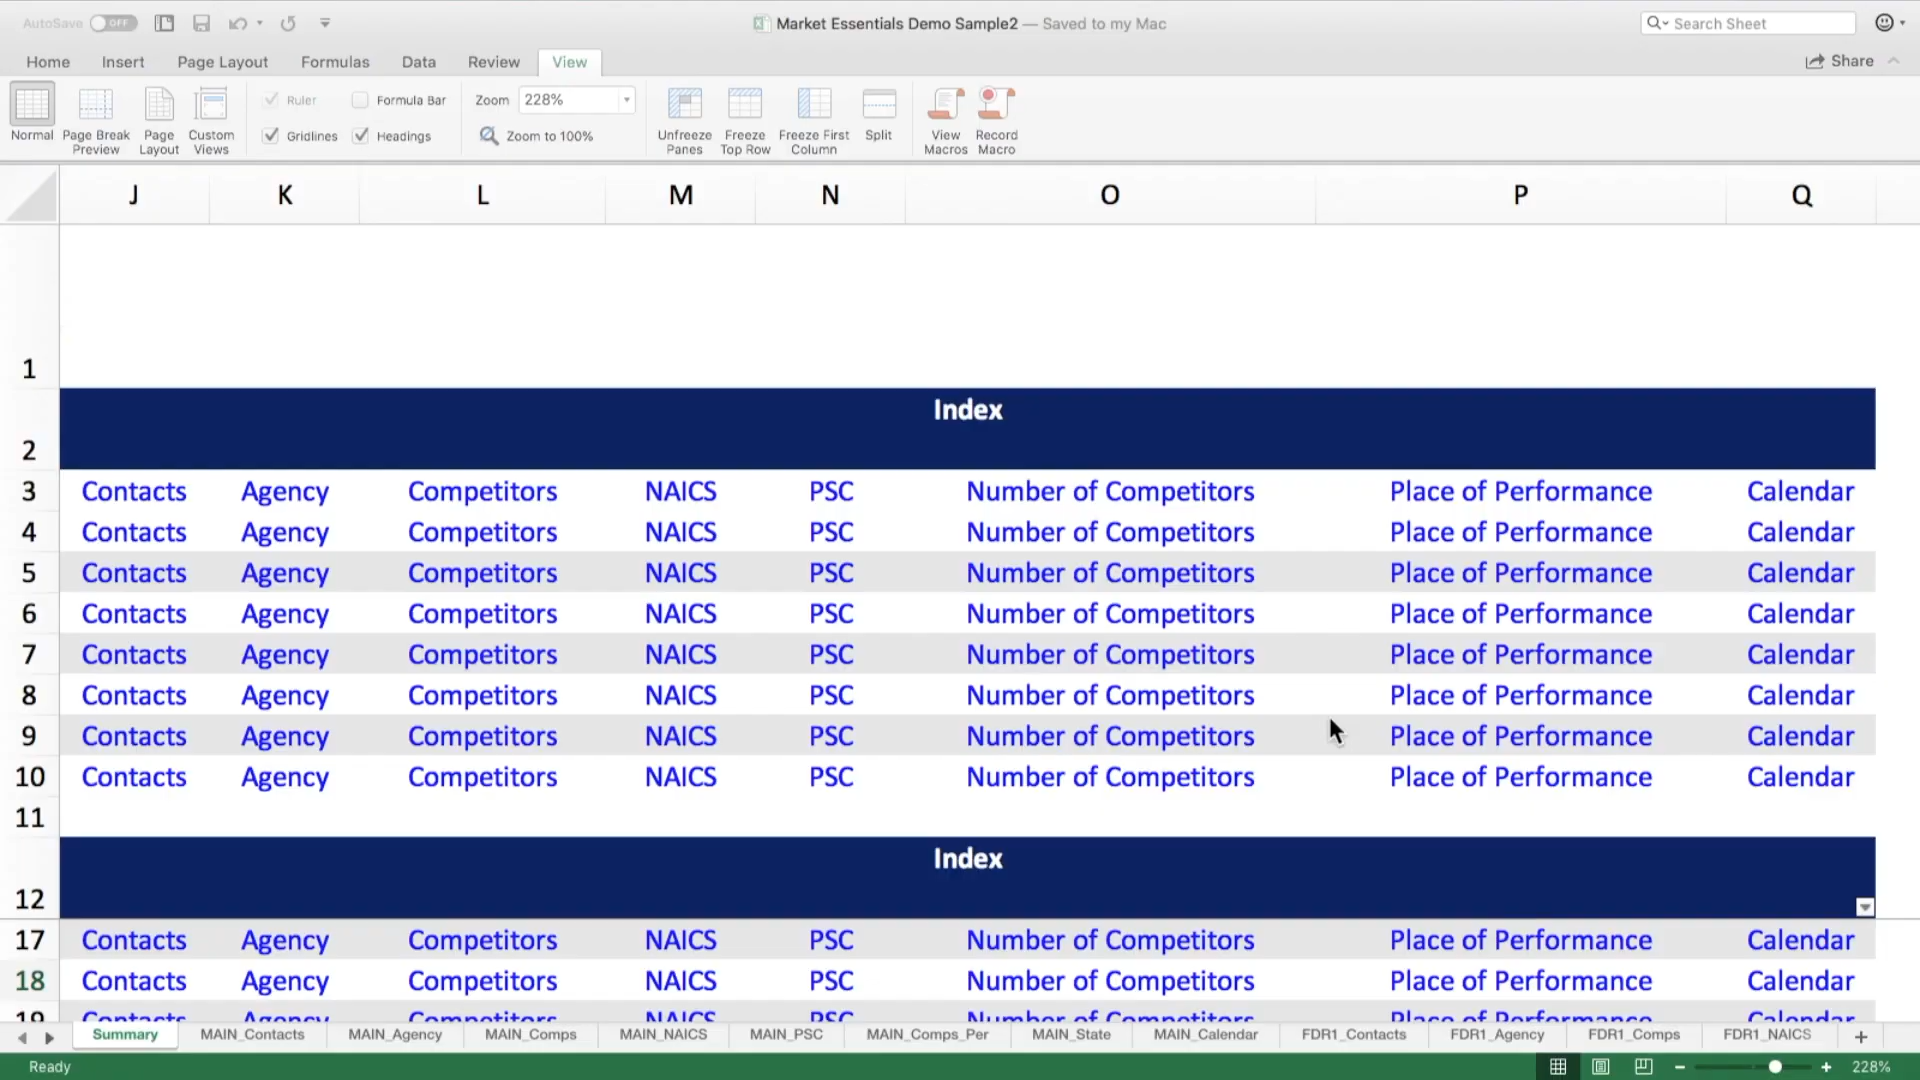 AutoSave OFF Market Essentials Demo Sample2 — Saved to my Mac Search Sheet
Home Insert Page Layout Formulas Data Review View Share
Ruler Formula Bar Zoom 228%
Normal Page Break Preview Page Layout Custom Views Gridlines Headings Zoom to 100% Unfreeze Panes Freeze Top Row Freeze First Column Split View Macros Record Macro
J K L M N O P Q
1
Index
2
3 Contacts Agency Competitors NAICS PSC Number of Competitors Place of Performance Calendar
4 Contacts Agency Competitors NAICS PSC Number of Competitors Place of Performance Calendar
5 Contacts Agency Competitors NAICS PSC Number of Competitors Place of Performance Calendar
6 Contacts Agency Competitors NAICS PSC Number of Competitors Place of Performance Calendar
7 Contacts Agency Competitors NAICS PSC Number of Competitors Place of Performance Calendar
8 Contacts Agency Competitors NAICS PSC Number of Competitors Place of Performance Calendar
9 Contacts Agency Competitors NAICS PSC Number of Competitors Place of Performance Calendar
10 Contacts Agency Competitors NAICS PSC Number of Competitors Place of Performance Calendar
11
Index
12
17 Contacts Agency Competitors NAICS PSC Number of Competitors Place of Performance Calendar
18 Contacts Agency Competitors NAICS PSC Number of Competitors Place of Performance Calendar
19 Contacts Agency Competitors NAICS PSC Number of Competitors Place of Performance Calendar
Summary MAIN_Contacts MAIN_Agency MAIN_Comps MAIN_NAICS MAIN_PSC MAIN_Comps_Per MAIN_State MAIN_Calendar FDR1_Contacts FDR1_Agency FDR1_Comps FDR1_NAICS
Ready 228%